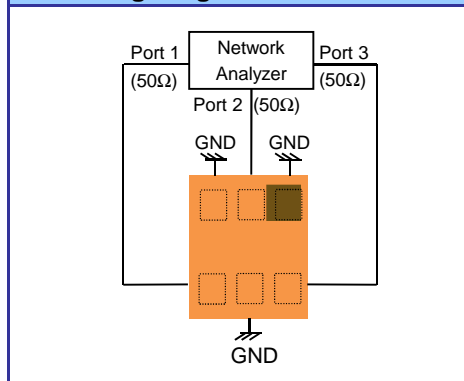 Port 1
Network
Analyzer
Port 3
(50Ω)
(50Ω)
Port 2
(50Ω)
GND
GND
GND